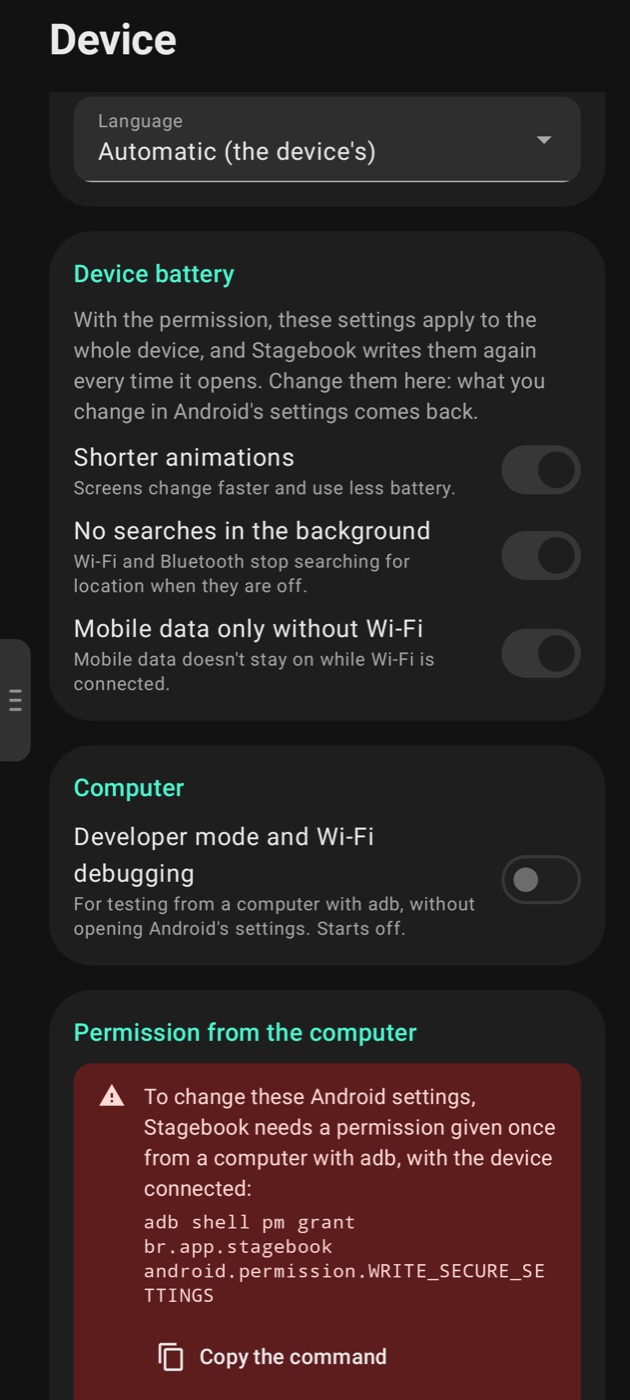 Device
Language
Automatic (the device's)
Device battery
With the permission, these settings apply to the
whole device, and Stagebook writes them again
every time it opens. Change them here: what you
change in Android's settings comes back.
Shorter animations
Screens change faster and use less battery.
No searches in the background
Wi-Fi and Bluetooth stop searching for
location when they are off.
Mobile data only without Wi-Fi
Mobile data doesn't stay on while Wi-Fi is
connected.
Computer
Developer mode and Wi-Fi
debugging
For testing from a computer with adb, without
opening Android's settings. Starts off.
Permission from the computer
To change these Android settings,
Stagebook needs a permission given once
from a computer with adb, with the device
connected:
adb shell pm grant
br.app.stagebook
android.permission.WRITE_SECURE_SE
TTINGS
Copy the command